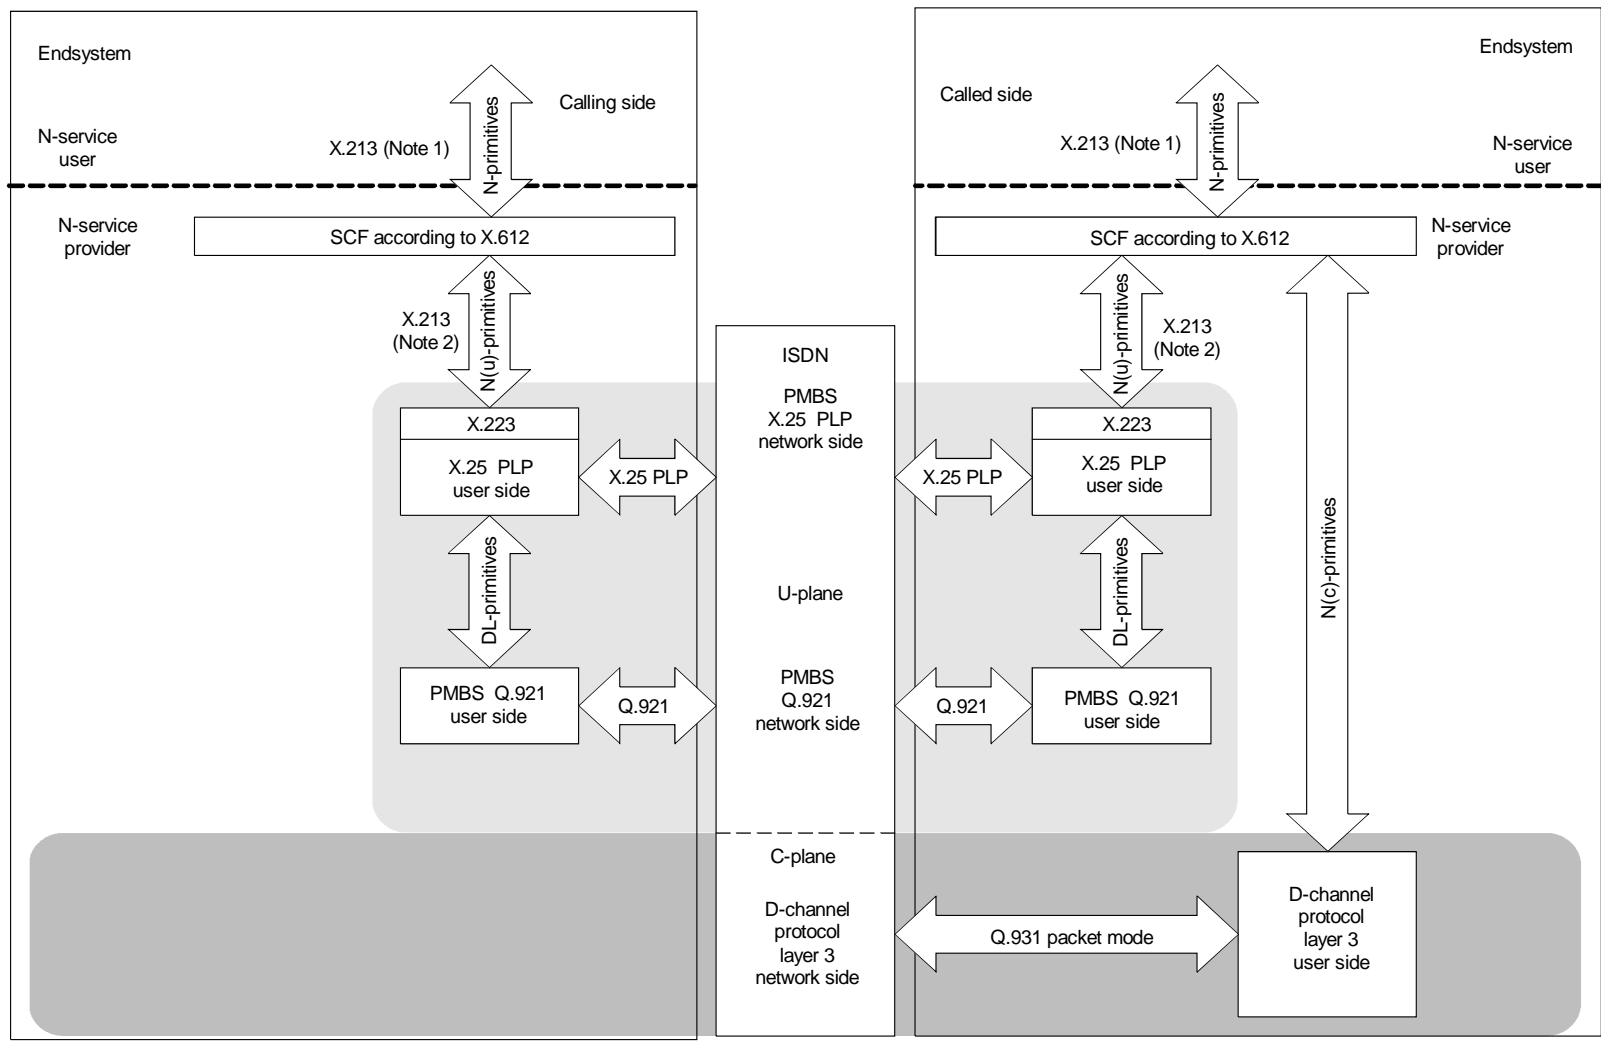 Endsystem
Calling side
N-primitives
X.213 (Note 1)
N-service
user
N-service
provider
SCF according to X.612
X.213
(Note 2)
N(u)-primitives
X.223
X.25 PLP
user side
X.25 PLP
DL-primitives
PMBS Q.921
user side
Q.921
ISDN
PMBS
X.25 PLP
network side
U-plane
PMBS
Q.921
network side
C-plane
D-channel
protocol
layer 3
network side
Endsystem
Called side
N-primitives
X.213 (Note 1)
N-service
user
N-service
provider
SCF according to X.612
N(u)-primitives
X.213
(Note 2)
X.223
X.25 PLP
user side
X.25 PLP
DL-primitives
N(c)-primitives
PMBS Q.921
user side
Q.921
Q.931 packet mode
D-channel
protocol
layer 3
user side